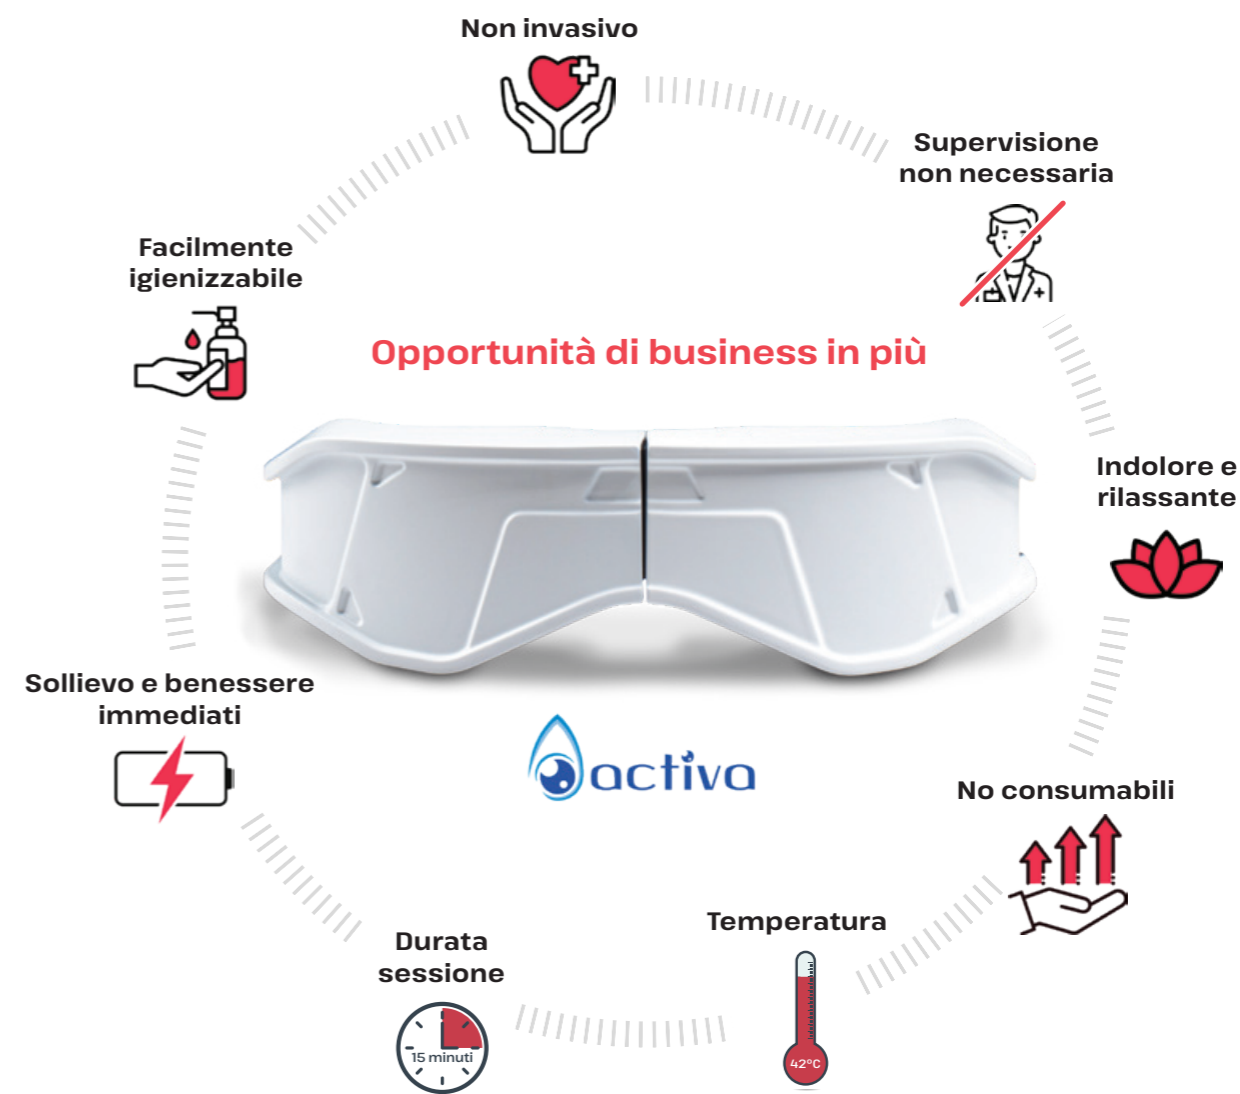 Non invasivo
Supervisione
non necessaria
Facilmente
igienizzabile
Opportunità di business in più
Indolore e
rilassante
Sollievo e benessere
immediati
activa
No consumabili
Temperatura
42°C
Durata
sessione
15 minuti